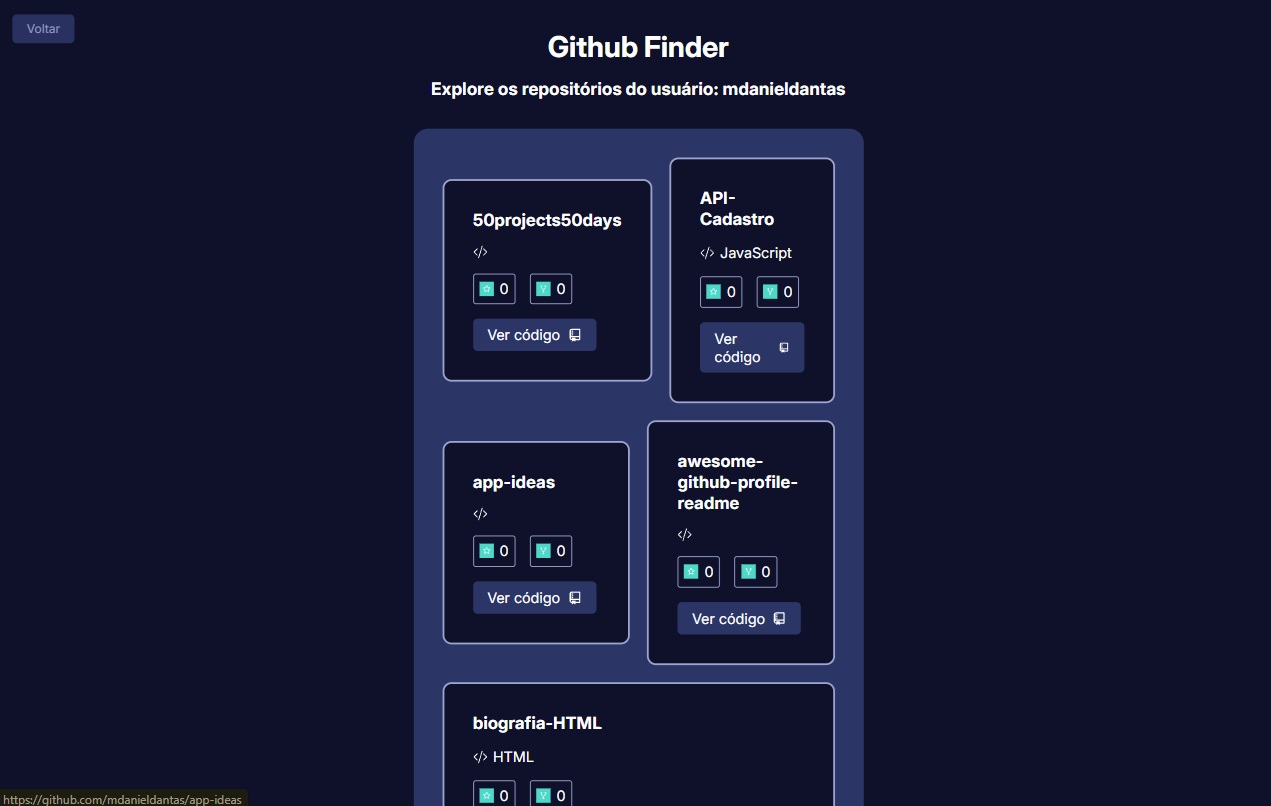 Voltar
Github Finder
Explore os repositórios do usuário: mdanieldantas
50projects50days
</>
0 0
Ver código
API-
Cadastro
</> JavaScript
0 0
Ver
código
app-ideas
</>
0 0
Ver código
awesome-
github-profile-
readme
</>
0 0
Ver código
biografia-HTML
</> HTML
0 0
https://github.com/mdanieldantas/app-ideas